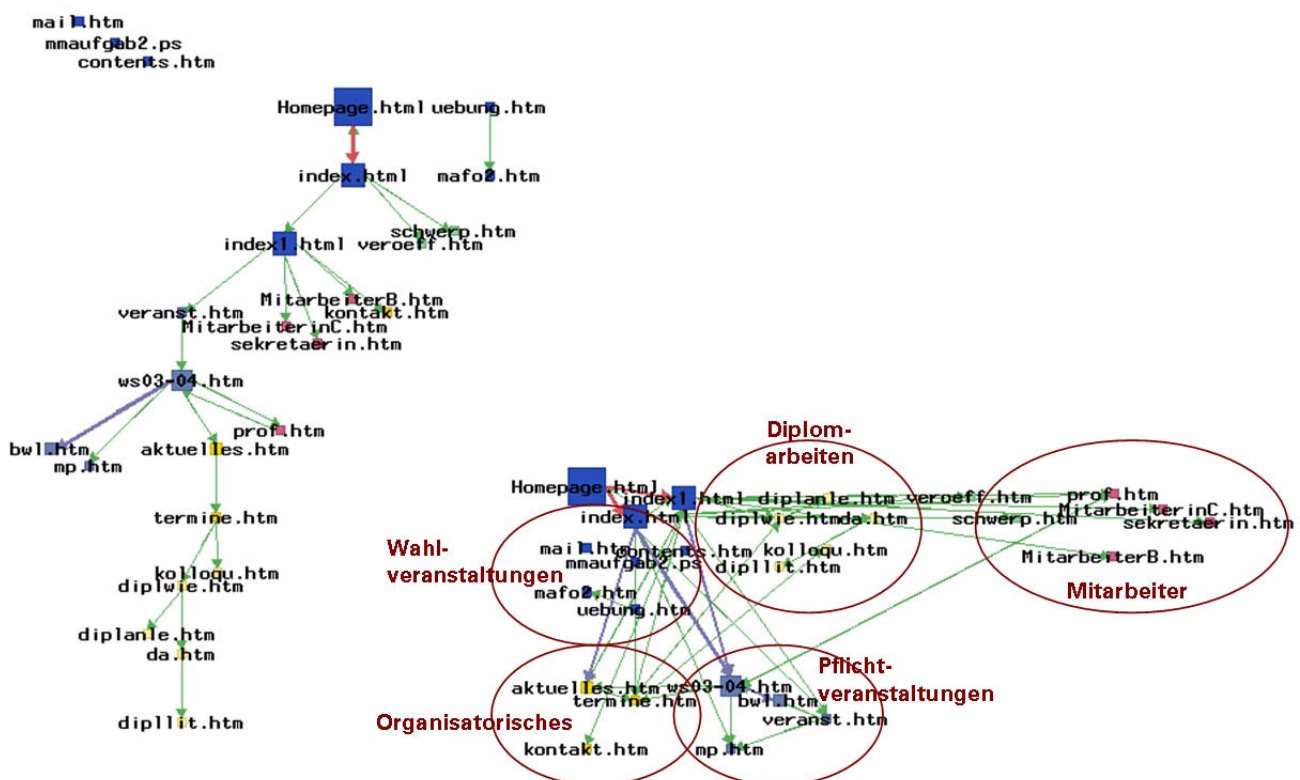 mail.htm
mmaufgab2.ps
contents.htm
Homepage.html uebung.htm
index.html mafo2.htm
schwerp.htm
index1.html veroeff.htm
MitarbeiterB.htm
veranst.htm kontakt.htm
MitarbeiterinC.htm
sekretaerin.htm
ws03-04.htm
prof.htm
bwl.htm aktuelles.htm
mp.htm
termine.htm
kolloqu.htm
diplwie.htm
diplanle.htm
da.htm
dipllit.htm
Diplom-
arbeiten
Homepage.html
index1.html diplanle.htm veroeff.htm prof.htm
MitarbeiterinC.htm
index.html diplwie.htm da.htm schwerp.htm sekretaerin.htm
Wahl-
veranstaltungen
mail.htm contents.htm kolloqu.htm
mmaufgab2.ps dipllit.htm MitarbeiterB.htm
mafo2.htm
uebung.htm
Mitarbeiter
Pflicht-
veranstaltungen
aktuelles.htm ws03-04.htm
termine.htm bwl.htm
veranst.htm
Organisatorisches
kontakt.htm mp.htm